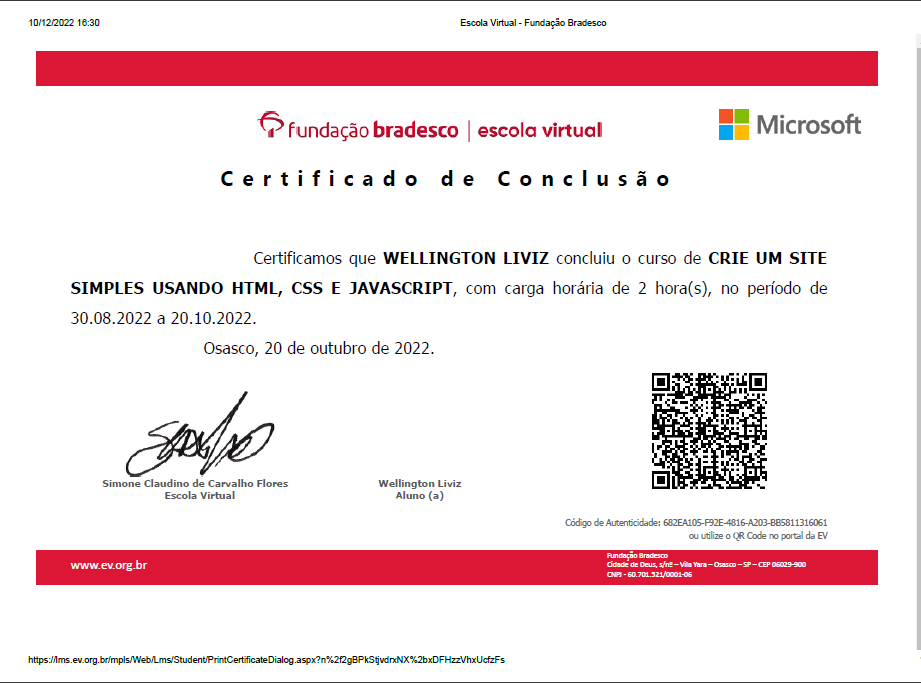 10/12/2022 16:30
Escola Virtual - Fundação Bradesco
fundação bradesco | escola virtual
Microsoft
Certificado de Conclusão
Certificamos que WELLINGTON LIVIZ concluiu o curso de CRIE UM SITE
SIMPLES USANDO HTML, CSS E JAVASCRIPT, com carga horária de 2 hora(s), no período de
30.08.2022 a 20.10.2022.
Osasco, 20 de outubro de 2022.
Simone Claudino de Carvalho Flores
Escola Virtual
Wellington Liviz
Aluno (a)
Código de Autenticidade: 682EA105-F92E-4816-A203-BB5811316061
ou utilize o QR Code no portal da EV
www.ev.org.br
Fundação Bradesco
Cidade de Deus, s/nº – Vila Yara – Osasco – SP – CEP 06029-900
CNPJ - 60.701.521/0001-06
https://lms.ev.org.br/mpls/Web/Lms/Student/PrintCertificateDialog.aspx?n%2f2gBPkStjvdrxNX%2bxDFHzzVhxUcfzFs